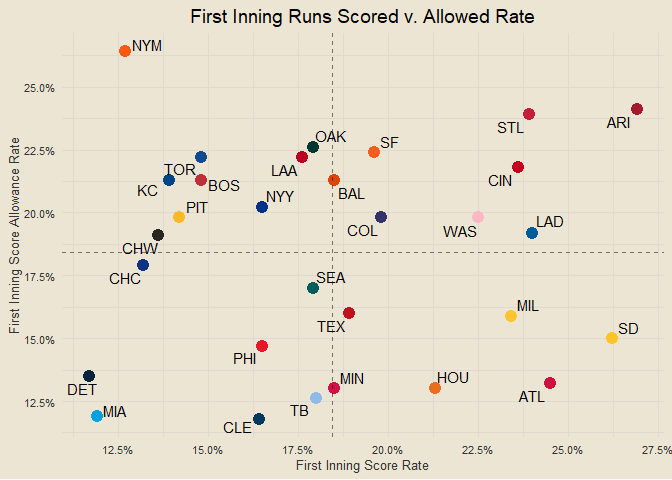 First Inning Runs Scored v. Allowed Rate
NYM
25.0%
STL
ARI
OAK
SF
22.5%
TOR
LAA
CIN
KC
BOS
BAL
PIT
NYY
20.0%
COL
WAS
LAD
CHW
First Inning Score Allowance Rate
CHC
SEA
17.5%
MIL
TEX
SD
15.0%
PHI
DET
MIN
HOU
ATL
12.5%
MIA
TB
CLE
12.5%
15.0%
17.5%
20.0%
22.5%
25.0%
27.5%
First Inning Score Rate